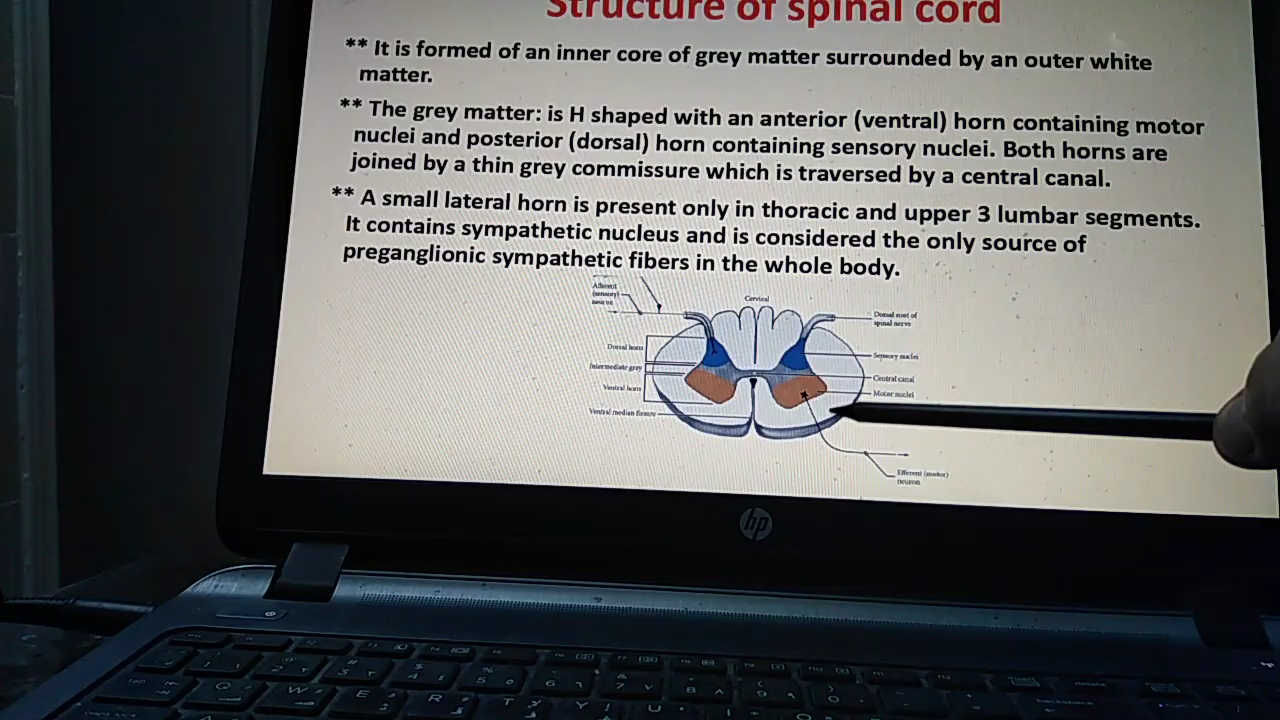 Structure of spinal cord
** It is formed of an inner core of grey matter surrounded by an outer white
matter.
** The grey matter: is H shaped with an anterior (ventral) horn containing motor
nuclei and posterior (dorsal) horn containing sensory nuclei. Both horns are
joined by a thin grey commissure which is traversed by a central canal.
** A small lateral horn is present only in thoracic and upper 3 lumbar segments.
It contains sympathetic nucleus and is considered the only source of
preganglionic sympathetic fibers in the whole body.
Afferent
(sensory)
neuron
Cervical
Dorsal root of
spinal nerve
Dorsal horn
Sensory nuclei
Intermediate gray
Central canal
Ventral horn
Motor nuclei
Ventral median fissure
Efferent (motor)
neuron
hp
Q W E R T Y U